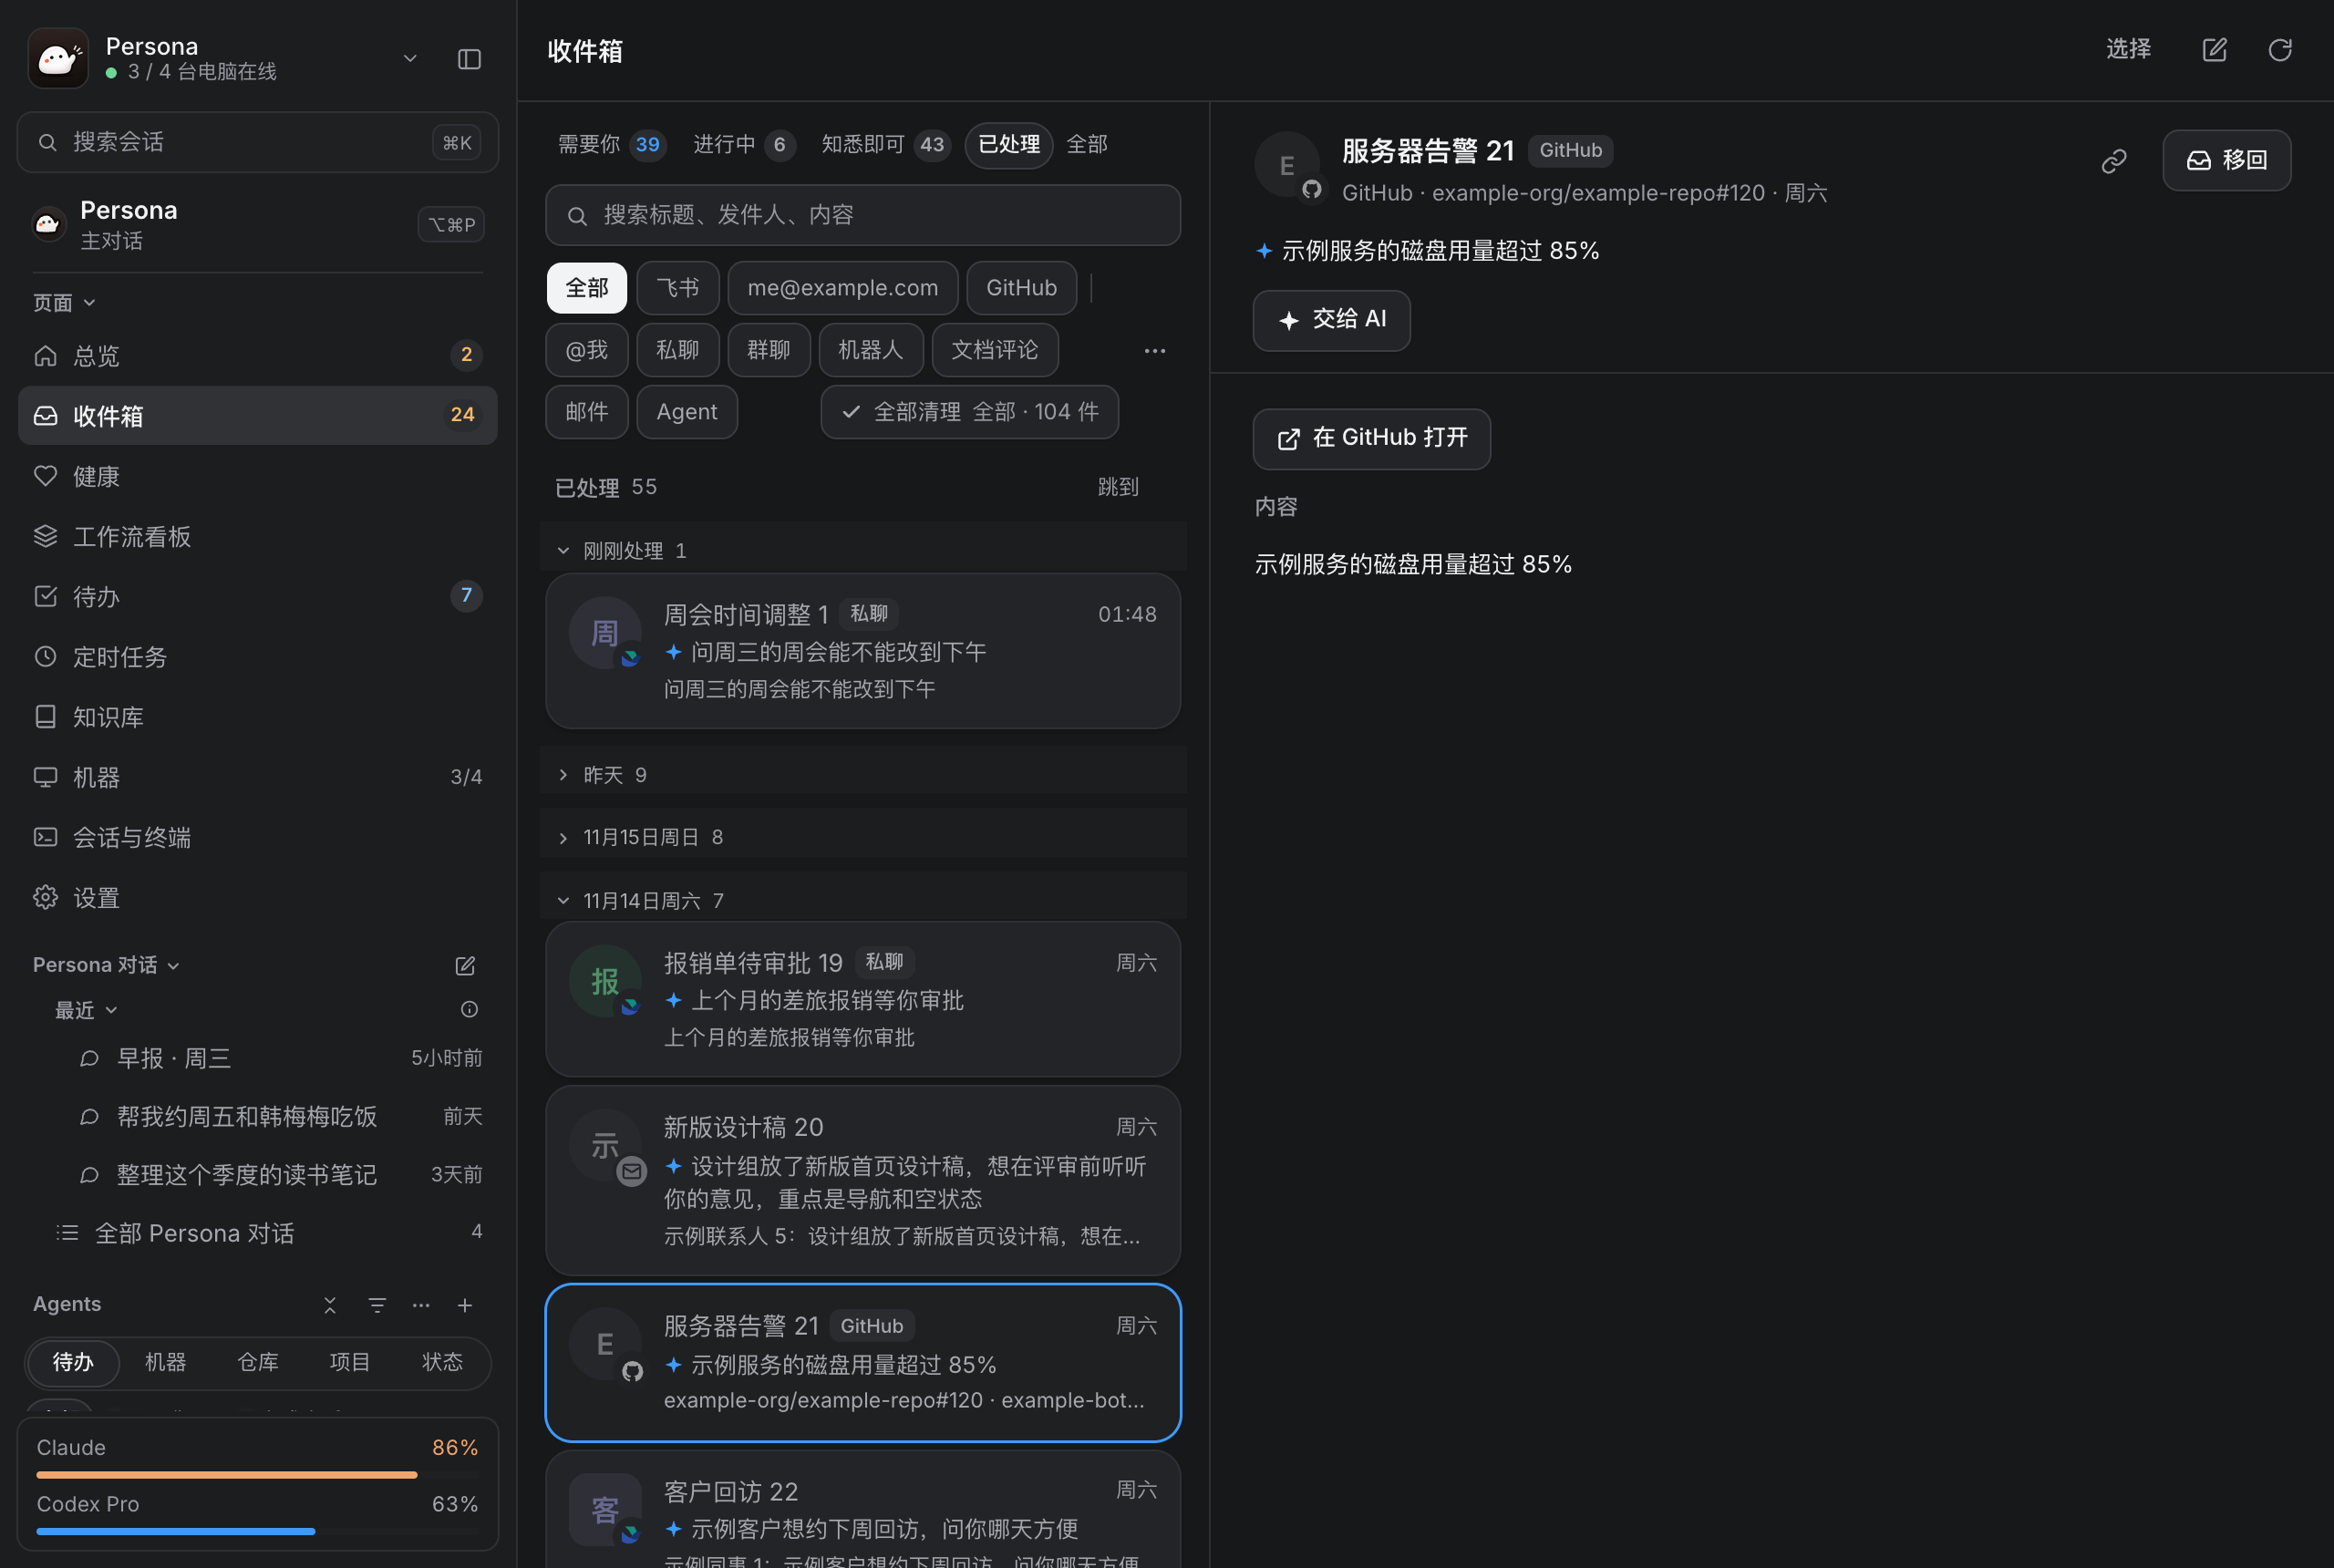 Persona
3 / 4 台电脑在线
搜索会话
⌘K
Persona
主对话
⌥⌘P
页面
总览
2
收件箱
24
健康
工作流看板
待办
7
定时任务
知识库
机器
3/4
会话与终端
设置
Persona 对话
最近
早报 · 周三
5小时前
帮我约周五和韩梅梅吃饭
前天
整理这个季度的读书笔记
3天前
全部 Persona 对话
4
Agents
待办
机器
仓库
项目
状态
Claude
86%
Codex Pro
63%
收件箱
选择
需要你 39
进行中 6
知悉即可 43
已处理
全部
搜索标题、发件人、内容
全部
飞书
me@example.com
GitHub
@我
私聊
群聊
机器人
文档评论
邮件
Agent
全部清理 全部 · 104 件
已处理 55
跳到
刚刚处理 1
周
周会时间调整 1
私聊
01:48
问周三的周会能不能改到下午
问周三的周会能不能改到下午
昨天 9
11月15日周日 8
11月14日周六 7
报
报销单待审批 19
私聊
周六
上个月的差旅报销等你审批
上个月的差旅报销等你审批
示
新版设计稿 20
周六
设计组放了新版首页设计稿，想在评审前听听
你的意见，重点是导航和空状态
示例联系人 5：设计组放了新版首页设计稿，想在…
E
服务器告警 21
GitHub
周六
示例服务的磁盘用量超过 85%
example-org/example-repo#120 · example-bot…
客
客户回访 22
周六
示例客户想约下周回访，问你哪天方便
示例同事 1：示例客户想约下周回访，问你哪天方便
E
服务器告警 21
GitHub
GitHub · example-org/example-repo#120 · 周六
移回
示例服务的磁盘用量超过 85%
交给 AI
在 GitHub 打开
内容
示例服务的磁盘用量超过 85%